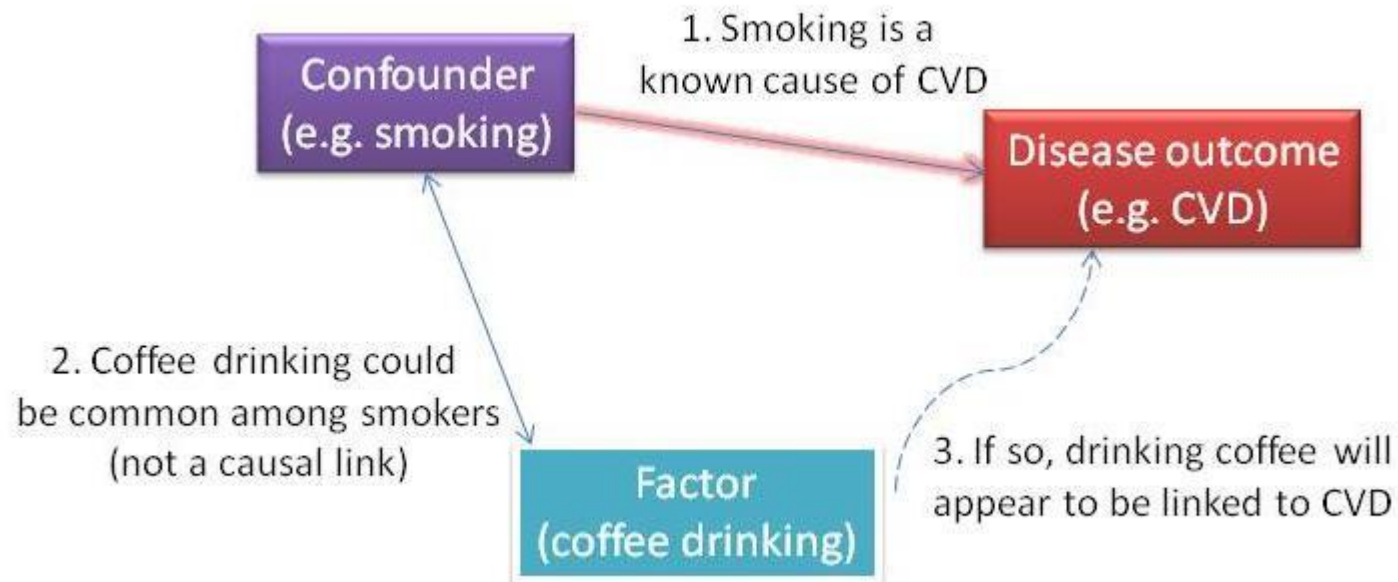 1. Smoking is a
known cause of CVD
Confounder
(e.g. smoking)
Disease outcome
(e.g. CVD)
2. Coffee drinking could
be common among smokers
(not a causal link)
Factor
(coffee drinking)
3. If so, drinking coffee will
appear to be linked to CVD